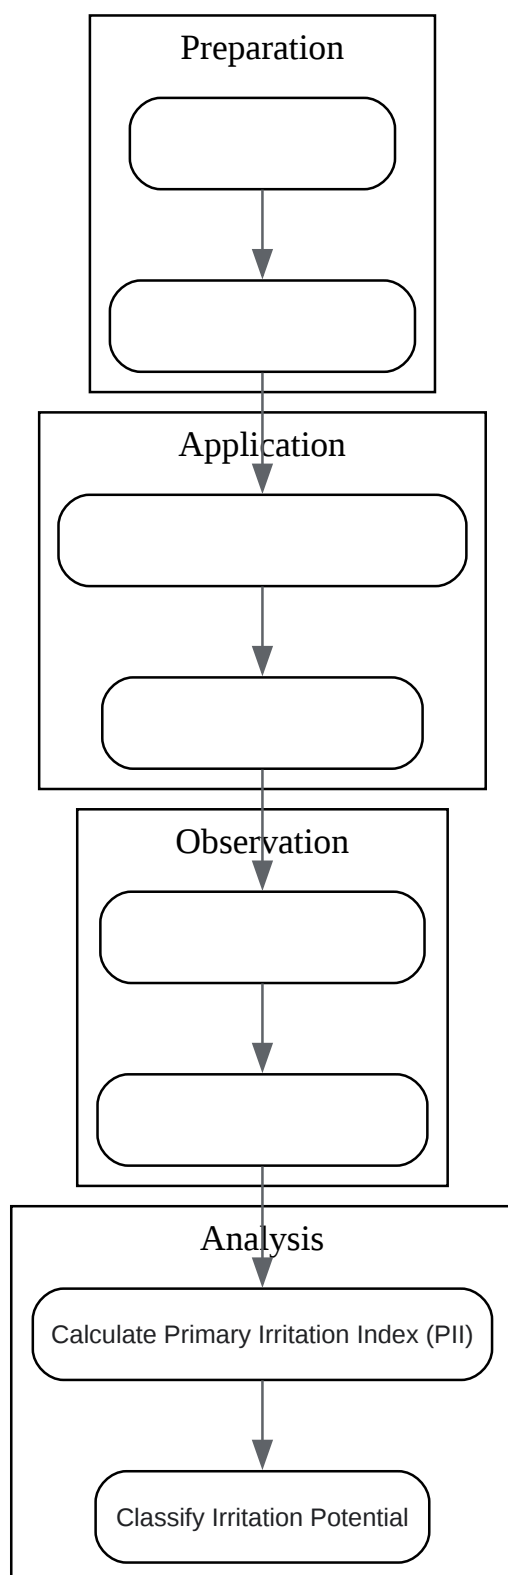 Preparation
Application
Observation
Analysis
Calculate Primary Irritation Index (PII)
Classify Irritation Potential